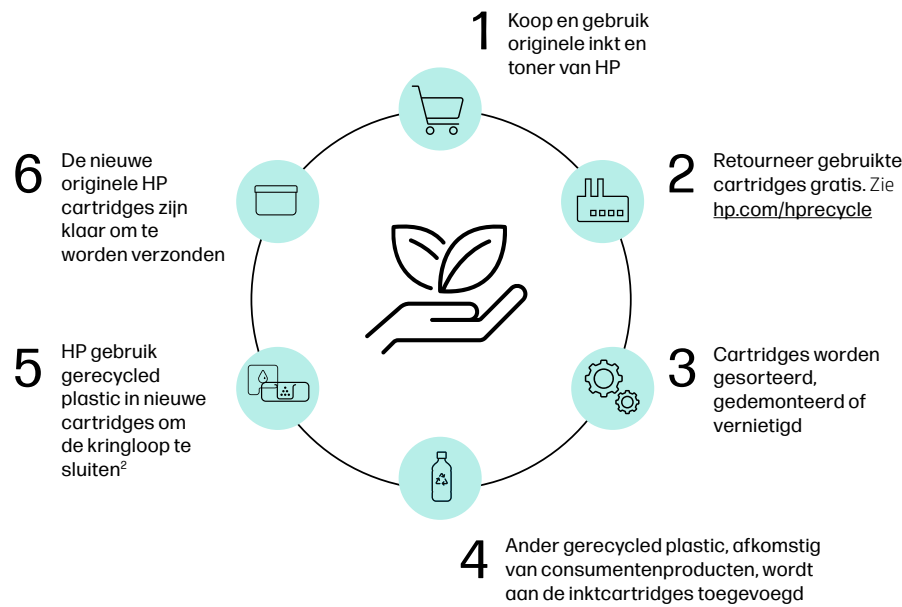 1
Koop en gebruik
originele inkt en
toner van HP
2
Retourneer gebruikte
cartridges gratis. Zie
hp.com/hprecycle
3
Cartridges worden
gesorteerd,
gedemonteerd of
vernietigd
4
Ander gerecycled plastic, afkomstig
van consumentenproducten, wordt
aan de inktcartridges toegevoegd
5
HP gebruik
gerecycled
plastic in nieuwe
cartridges om
de kringloop te
sluiten²
6
De nieuwe
originele HP
cartridges zijn
klaar om te
worden verzonden